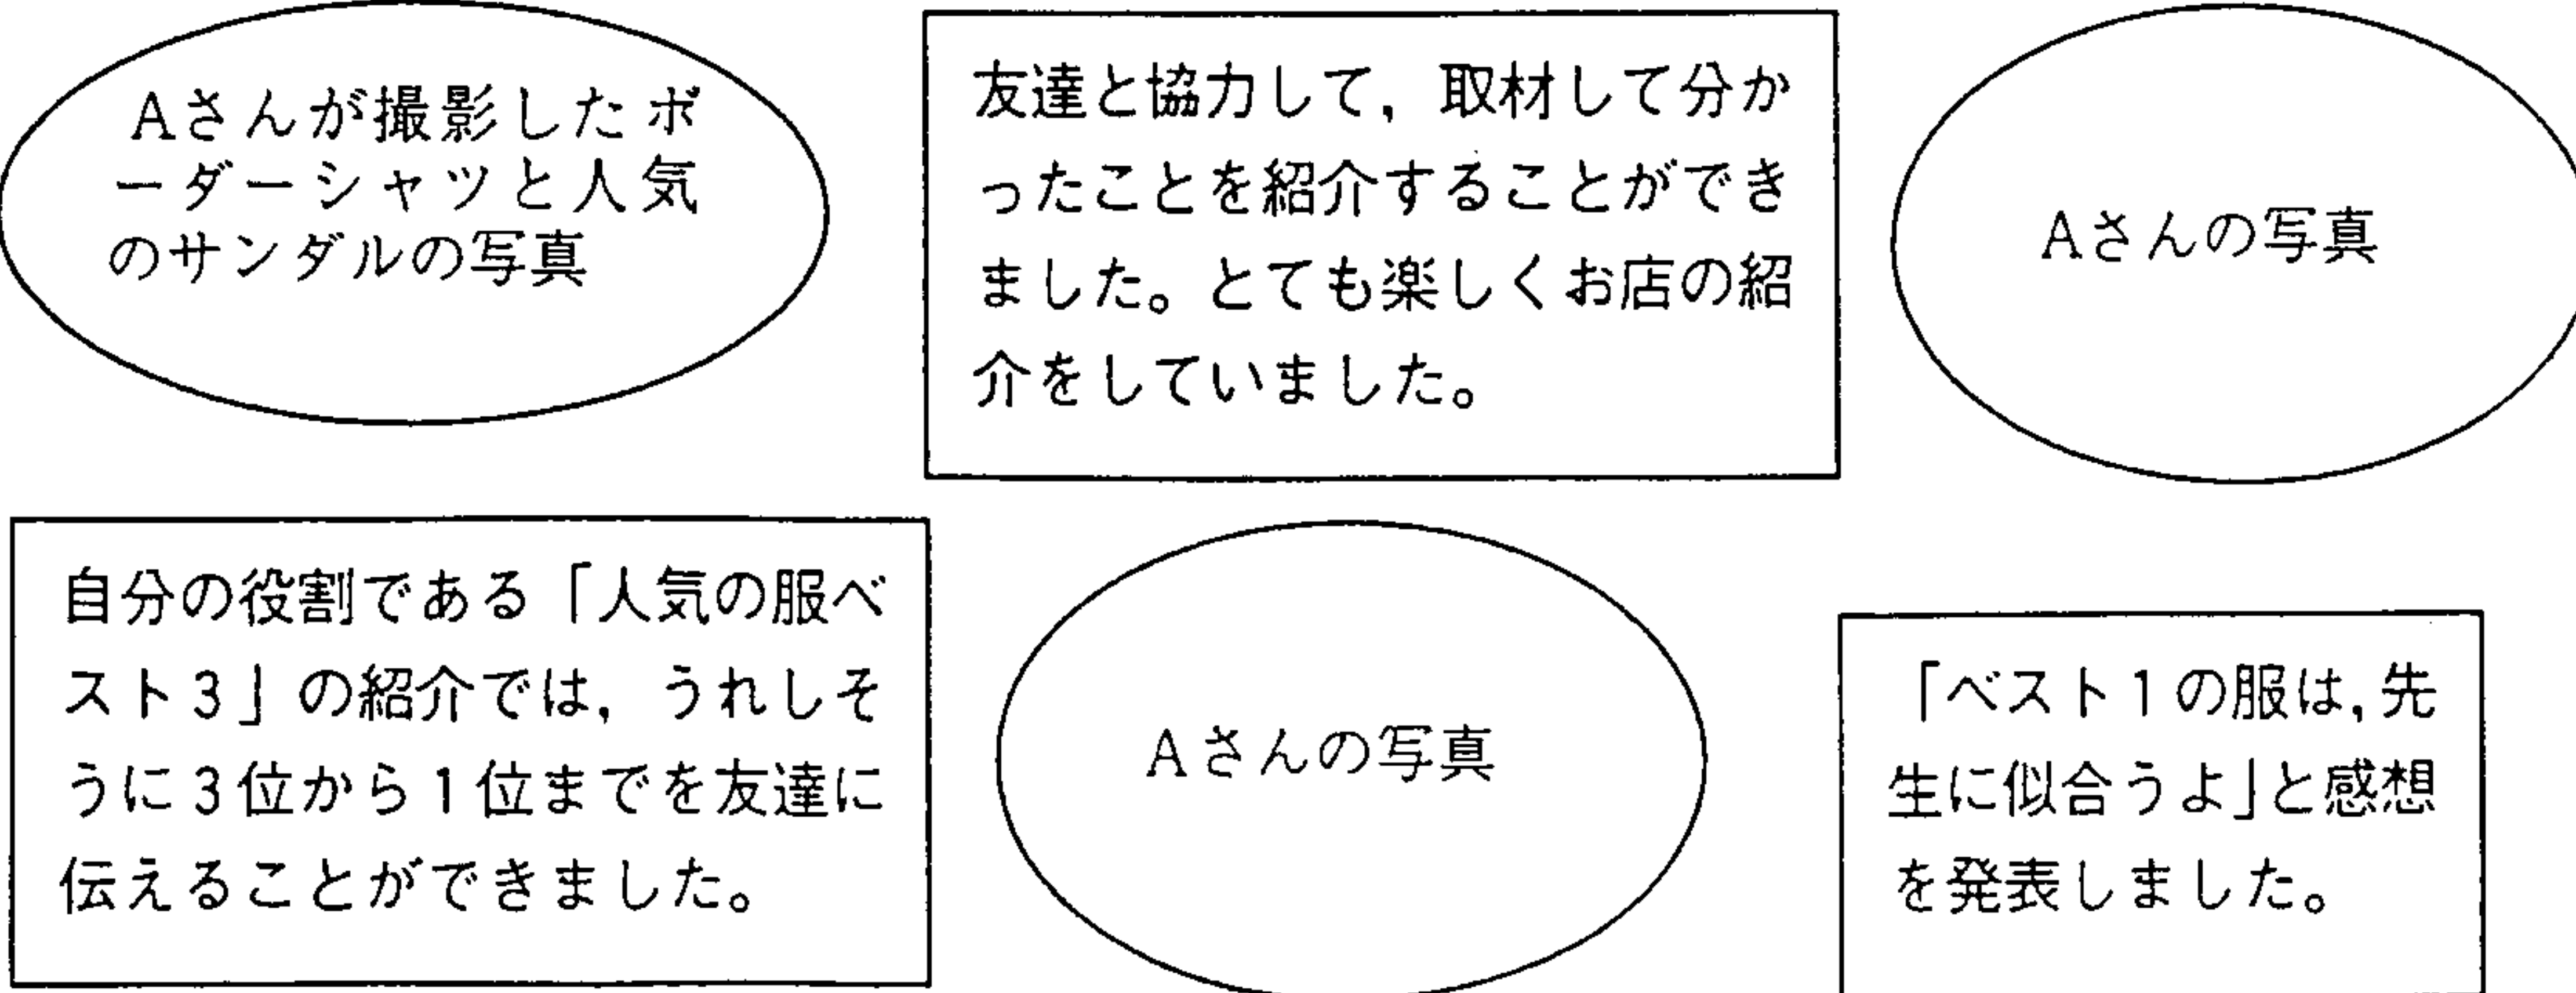 Aさんが撮影したボ
ーダーシャツと人気
のサンダルの写真
友達と協力して，取材して分か
ったことを紹介することができ
ました。とても楽しくお店の紹
介をしていました。
Aさんの写真
自分の役割である「人気の服ベ
スト3」の紹介では，うれしそ
うに3位から1位までを友達に
伝えることができました。
Aさんの写真
「ベスト1の服は，先
生に似合うよ」と感想
を発表しました。